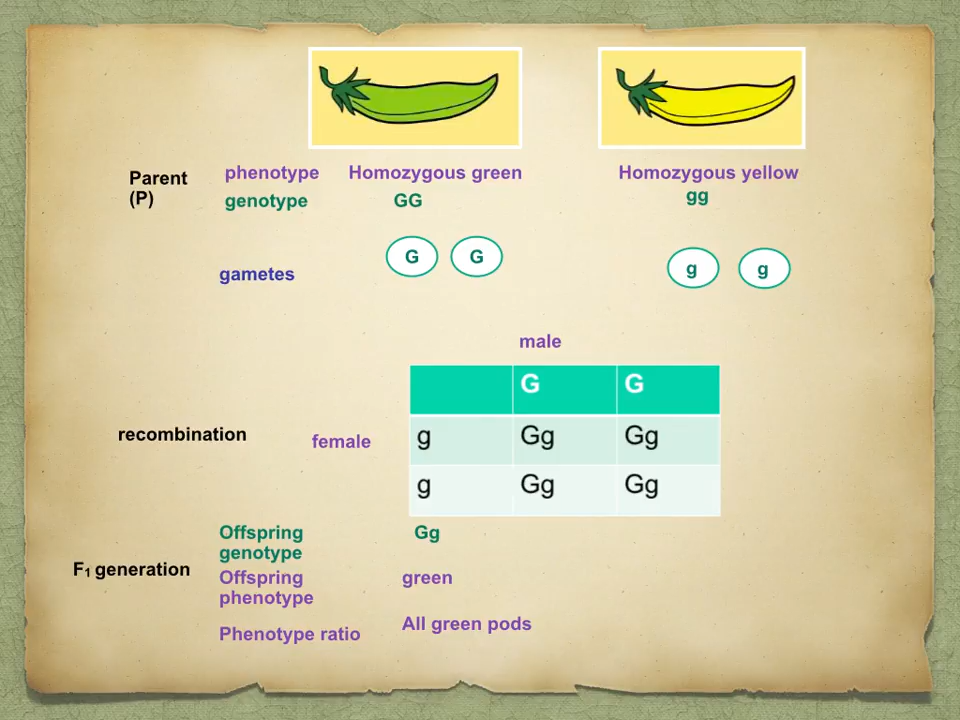 Parent
(P)
phenotype
Homozygous green
Homozygous yellow
genotype
GG
gg
gametes
G
G
g
g
male
G
G
recombination
female
g
Gg
Gg
g
Gg
Gg
Offspring
genotype
Gg
F₁ generation
Offspring
phenotype
green
Phenotype ratio
All green pods